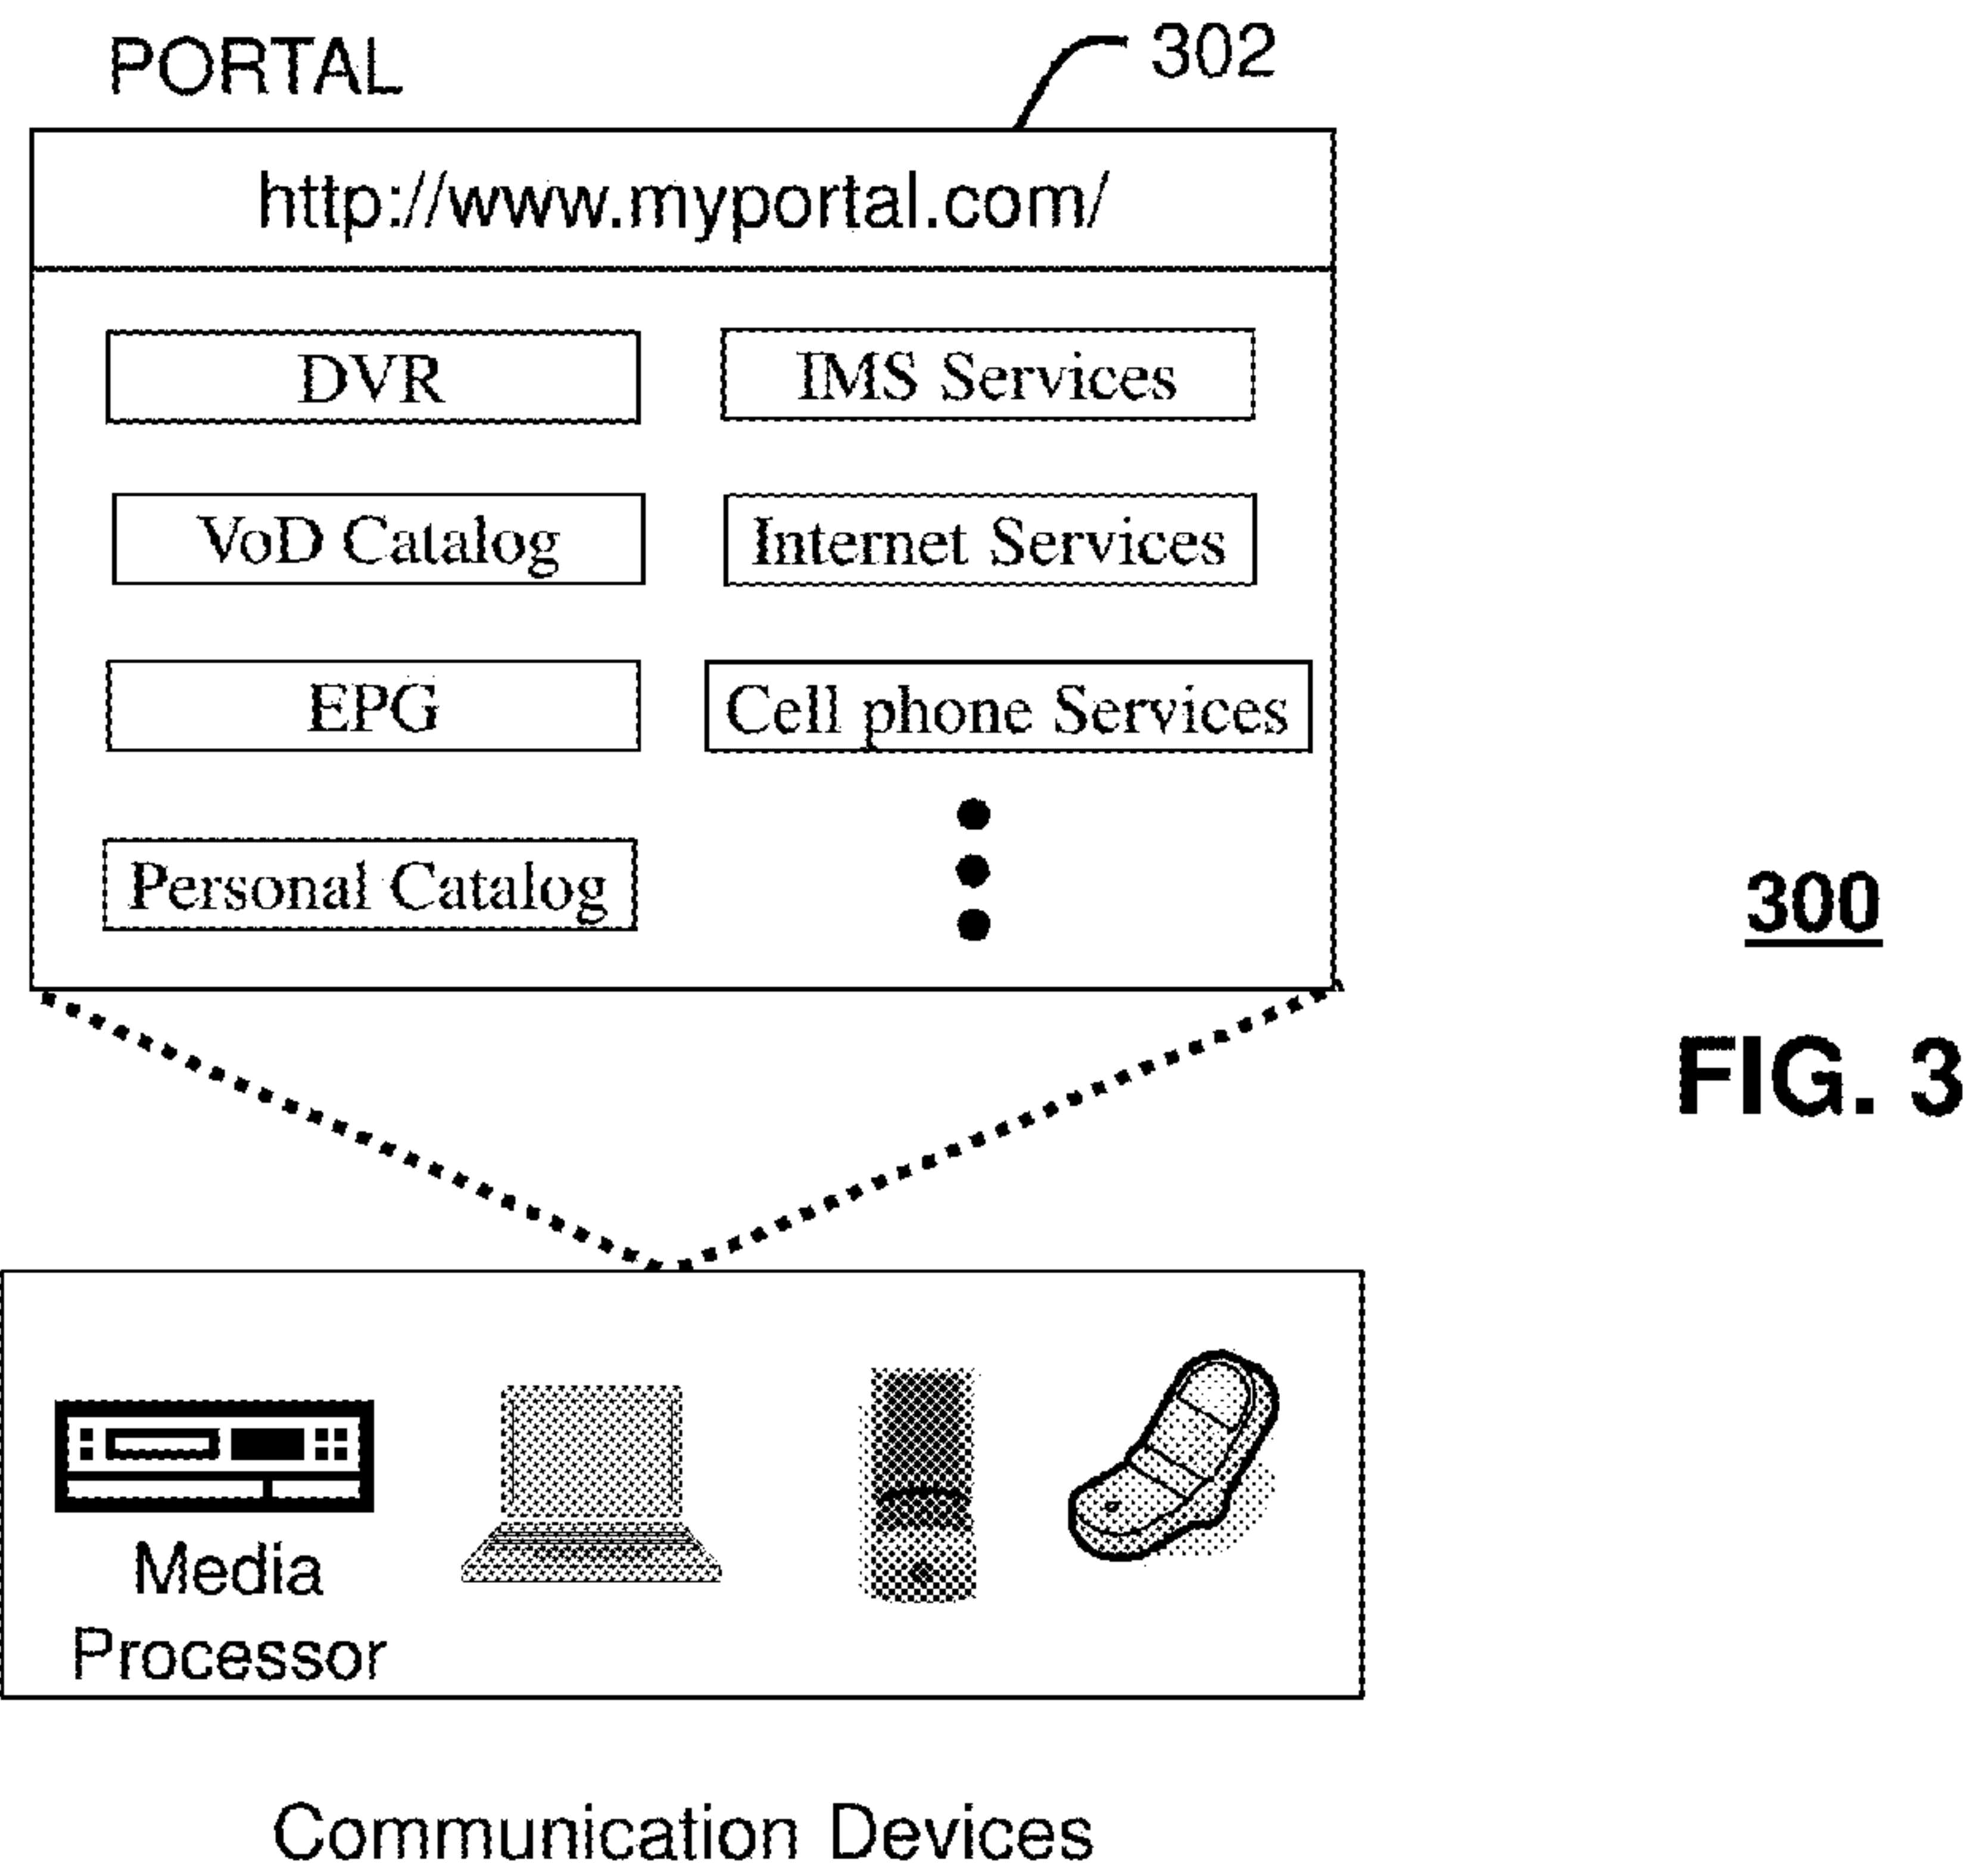 PORTAL
302
http://www.myportal.com/
DVR
IMS Services
VoD Catalog
Internet Services
EPG
Cell phone Services
Personal Catalog
300
FIG. 3
Media
Processor
Communication Devices